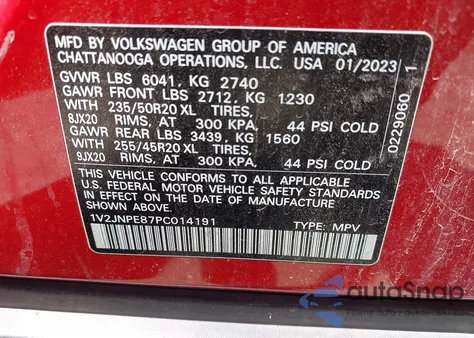 MFD BY VOLKSWAGEN GROUP OF AMERICA
CHATTANOOGA OPERATIONS, LLC. USA 01/2023
GVWR LBS 6041, KG 2740
GAWR FRONT LBS 2712, KG 1230
WITH 235/50R20 XL TIRES,
8JX20 RIMS, AT 300 KPA, 44 PSI COLD
GAWR REAR LBS 3439, KG 1560
WITH 255/45R20 XL TIRES,
9JX20 RIMS, AT 300 KPA, 44 PSI COLD
THIS VEHICLE CONFORMS TO ALL APPLICABLE
U.S. FEDERAL MOTOR VEHICLE SAFETY STANDARDS
IN EFFECT ON THE DATE OF MANUFACTURE
SHOWN ABOVE.
1V2JNPE87PC014191 TYPE: MPV
0229080 1
autoSnap